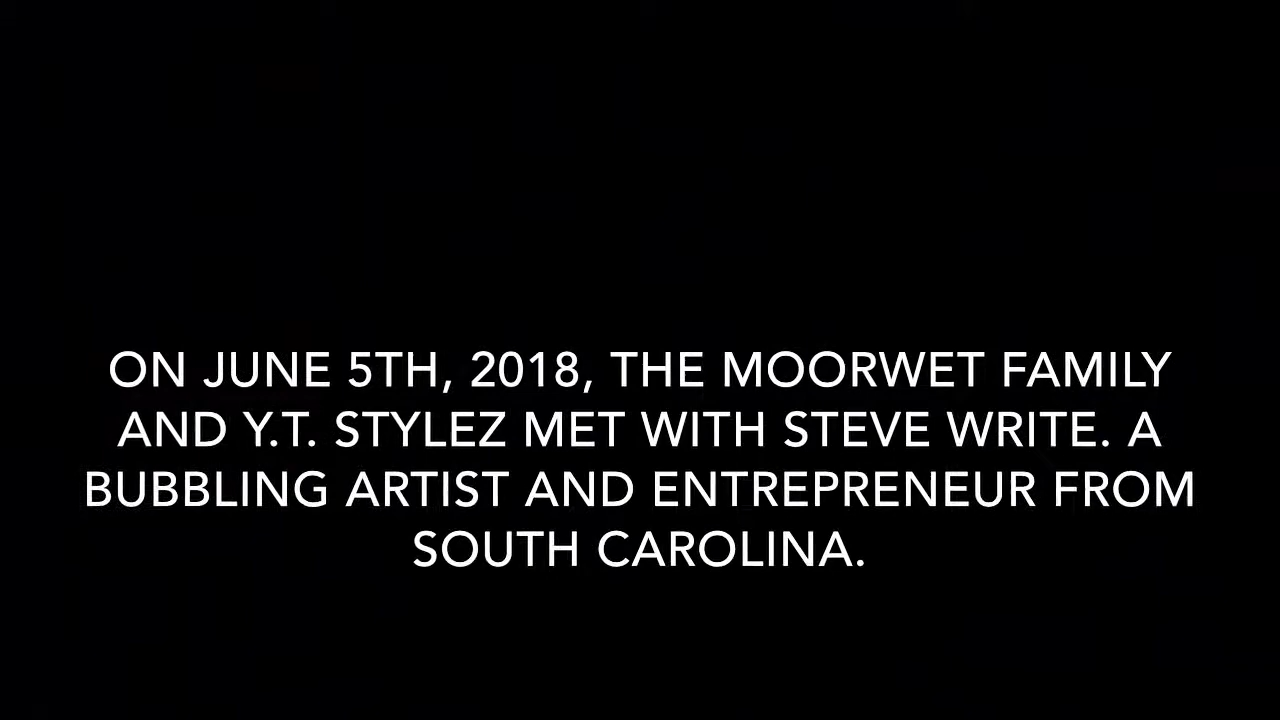 ON JUNE 5TH, 2018, THE MOORWET FAMILY
AND Y.T. STYLEZ MET WITH STEVE WRITE. A
BUBBLING ARTIST AND ENTREPRENEUR FROM
SOUTH CAROLINA.